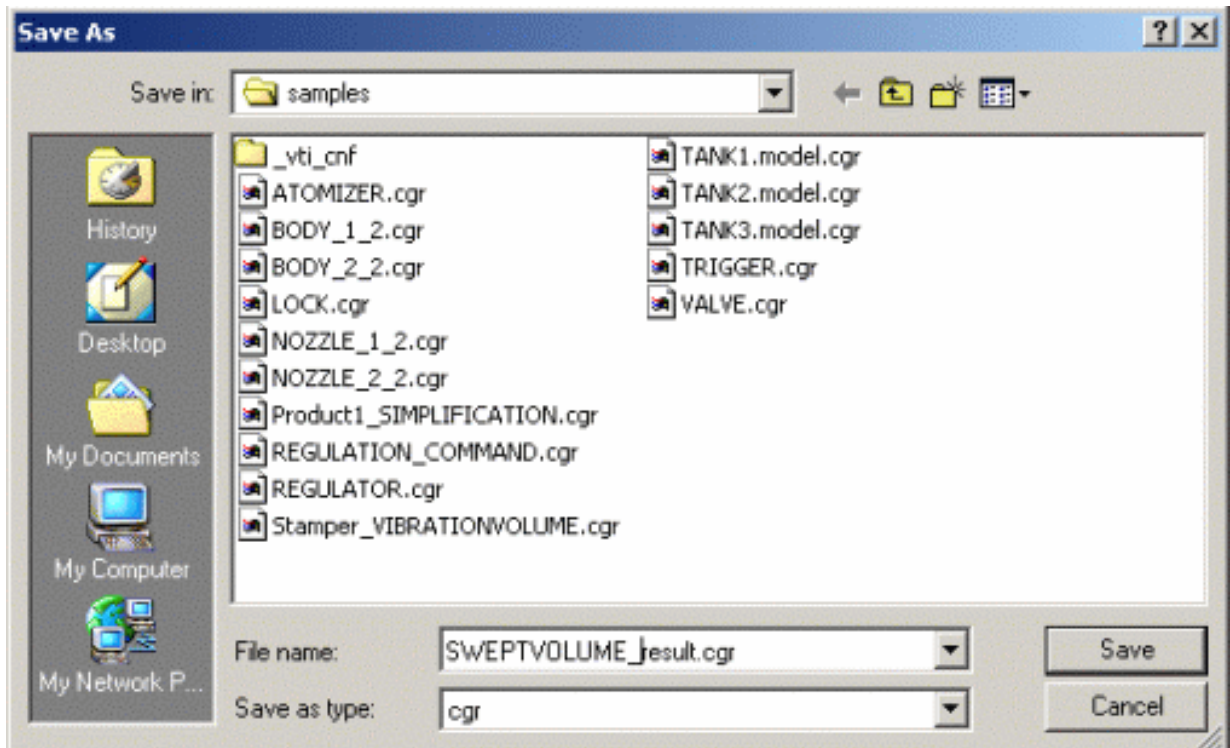 Save As
Save in:
samples
History
Desktop
My Documents
My Computer
My Network P...
_vti_cnf
ATOMIZER.cgr
BODY_1_2.cgr
BODY_2_2.cgr
LOCK.cgr
NOZZLE_1_2.cgr
NOZZLE_2_2.cgr
Product1_SIMPLIFICATION.cgr
REGULATION_COMMAND.cgr
REGULATOR.cgr
Stamper_VIBRATIONVOLUME.cgr
TANK1.model.cgr
TANK2.model.cgr
TANK3.model.cgr
TRIGGER.cgr
VALVE.cgr
File name:
SWEPTVOLUME_result.cgr
Save
Save as type:
cgr
Cancel